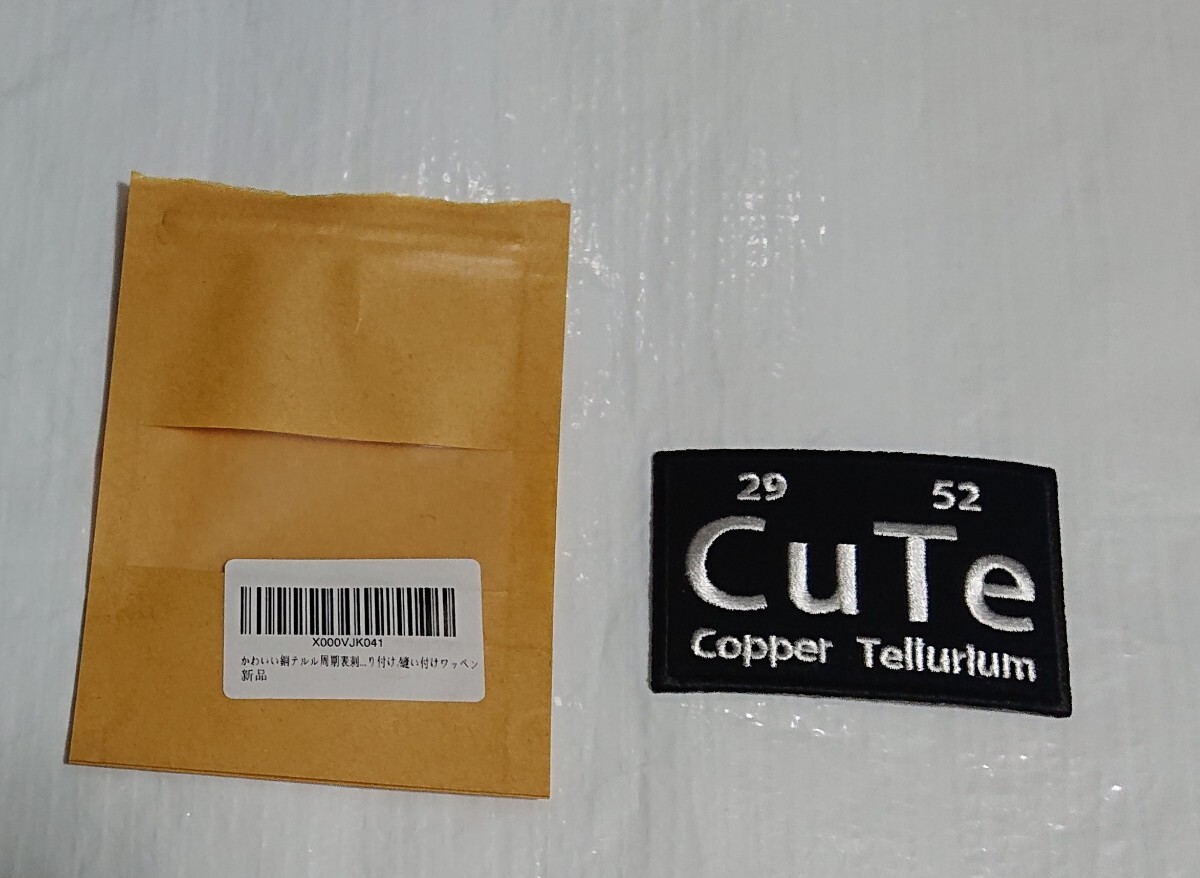 X000VJK041
かわいい銅テルル周期表刺...り付け/縫い付けワッペン
新品
29 52
CuTe
Copper Tellurium